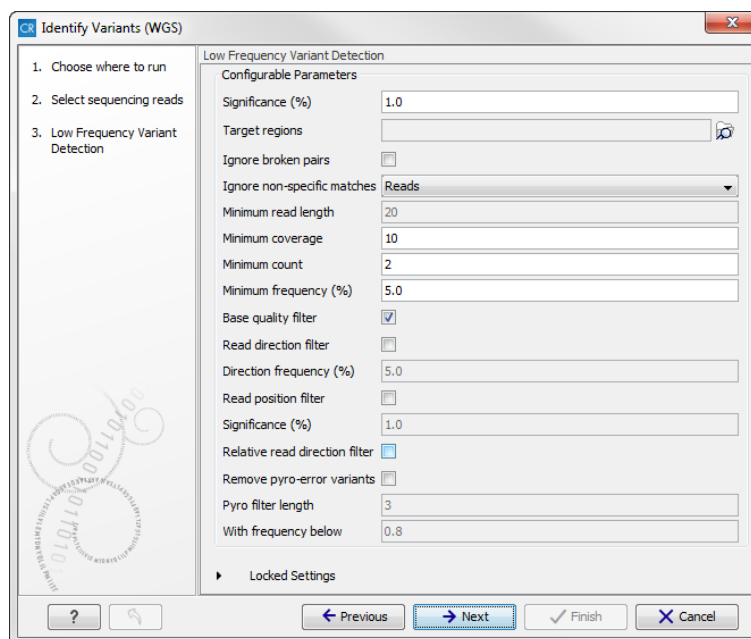 CR Identify Variants (WGS)
1. Choose where to run
2. Select sequencing reads
3. Low Frequency Variant
Detection
Low Frequency Variant Detection
Configurable Parameters
Significance (%) 1.0
Target regions
Ignore broken pairs
Ignore non-specific matches Reads
Minimum read length 20
Minimum coverage 10
Minimum count 2
Minimum frequency (%) 5.0
Base quality filter
Read direction filter
Direction frequency (%) 5.0
Read position filter
Significance (%) 1.0
Relative read direction filter
Remove pyro-error variants
Pyro filter length 3
With frequency below 0.8
Locked Settings
? Previous Next Finish Cancel